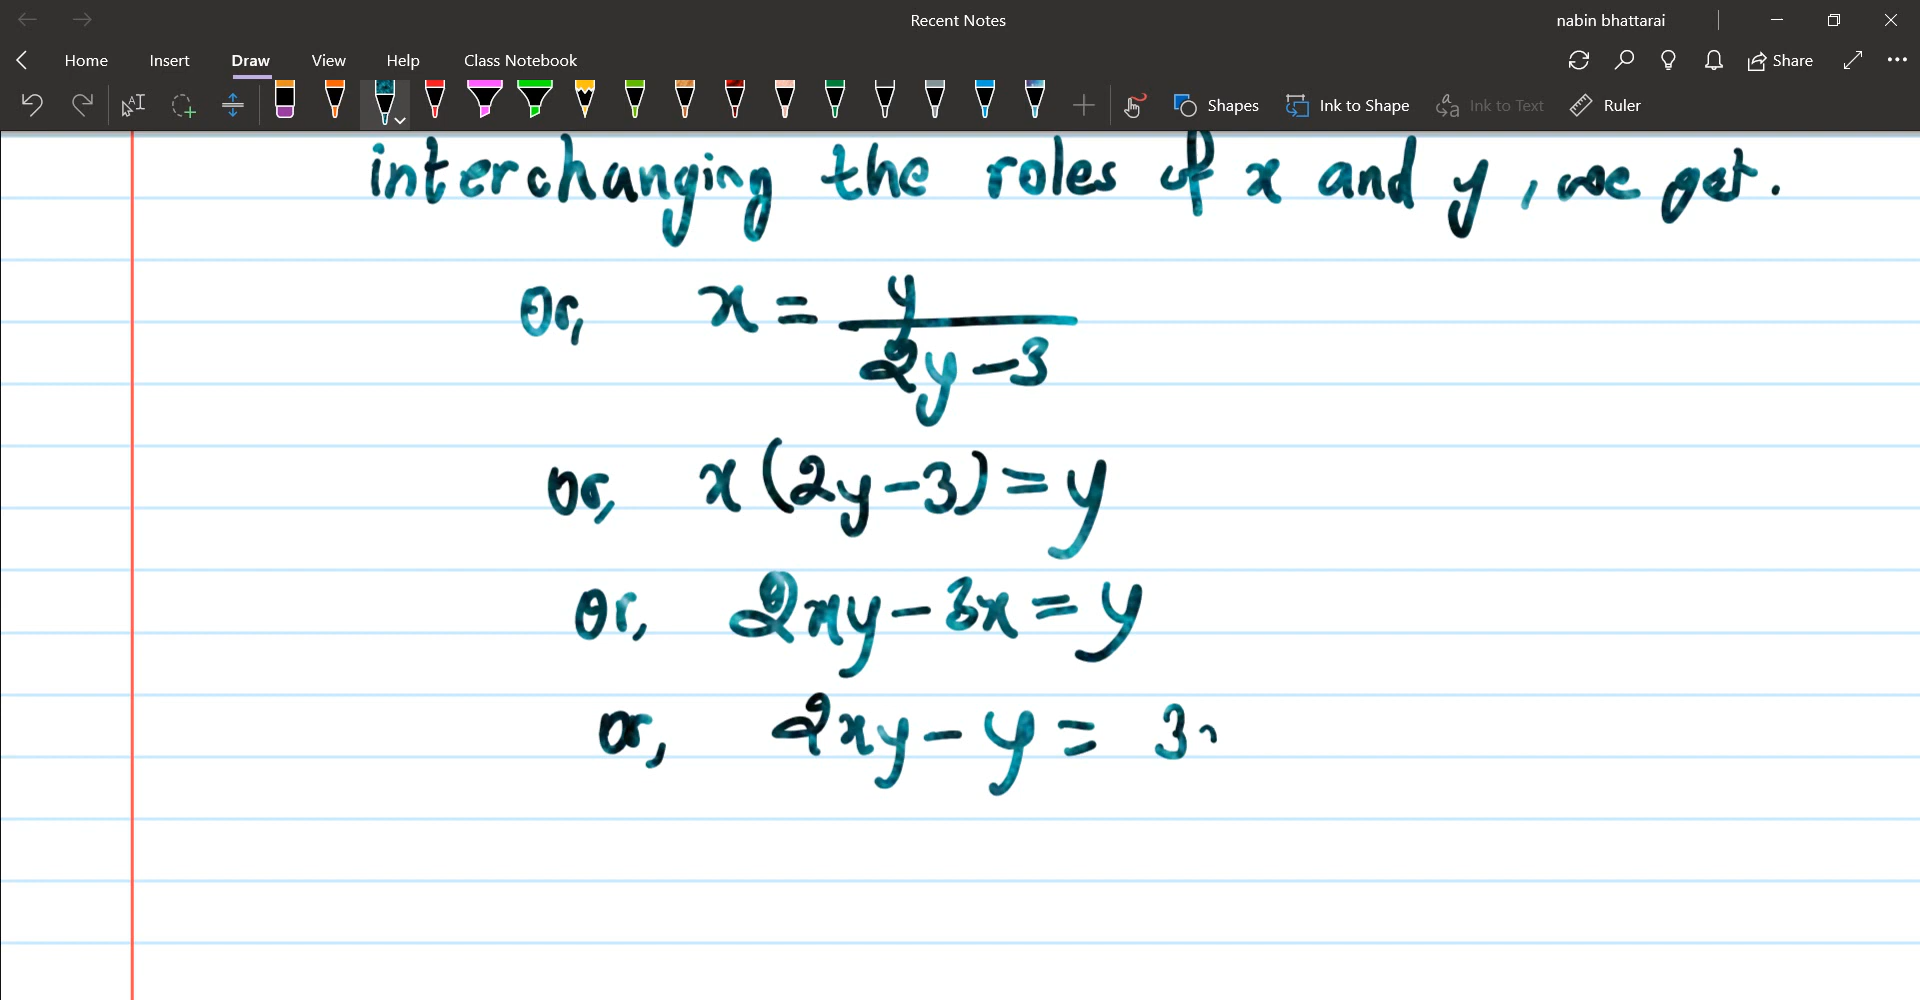 Recent Notes
nabin bhattarai
Home Insert Draw View Help Class Notebook Share
Shapes Ink to Shape Ink to Text Ruler
interchanging the roles of x and y, we get.
or, x = y / 2y - 3
or, x (2y - 3) = y
or, 2xy - 3x = y
or, 2xy - y = 3